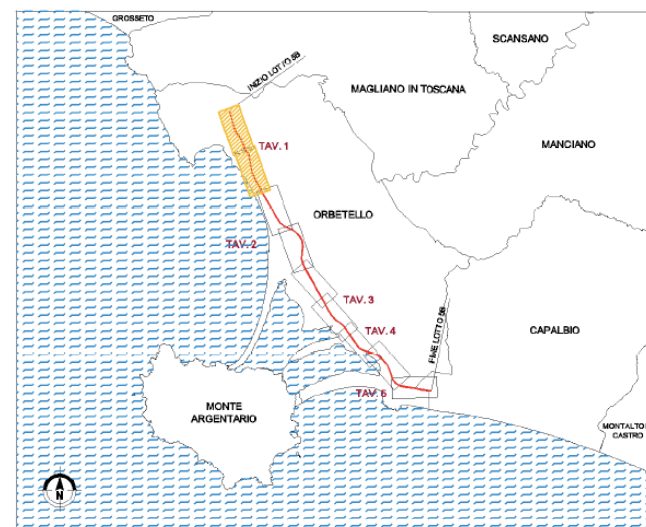 GROSSETO
SCANSANO
INIZIO LOTTO 5B
MAGLIANO IN TOSCANA
MANCIANO
TAV. 1
ORBETELLO
TAV. 2
TAV. 3
TAV. 4
FINE LOTTO 5B
CAPALBIO
TAV. 5
MONTE
ARGENTARIO
MONTALTO
CASTRO
N